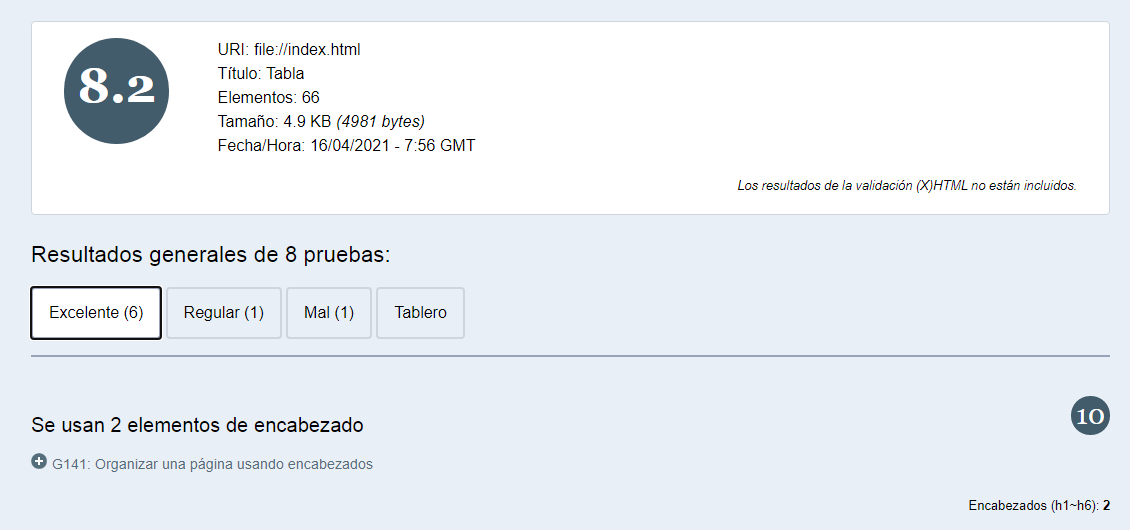 8.2
URI: file://index.html
Título: Tabla
Elementos: 66
Tamaño: 4.9 KB (4981 bytes)
Fecha/Hora: 16/04/2021 - 7:56 GMT
Los resultados de la validación (X)HTML no están incluidos.
Resultados generales de 8 pruebas:
Excelente (6) Regular (1) Mal (1) Tablero
Se usan 2 elementos de encabezado 10
G141: Organizar una página usando encabezados
Encabezados (h1~h6): 2